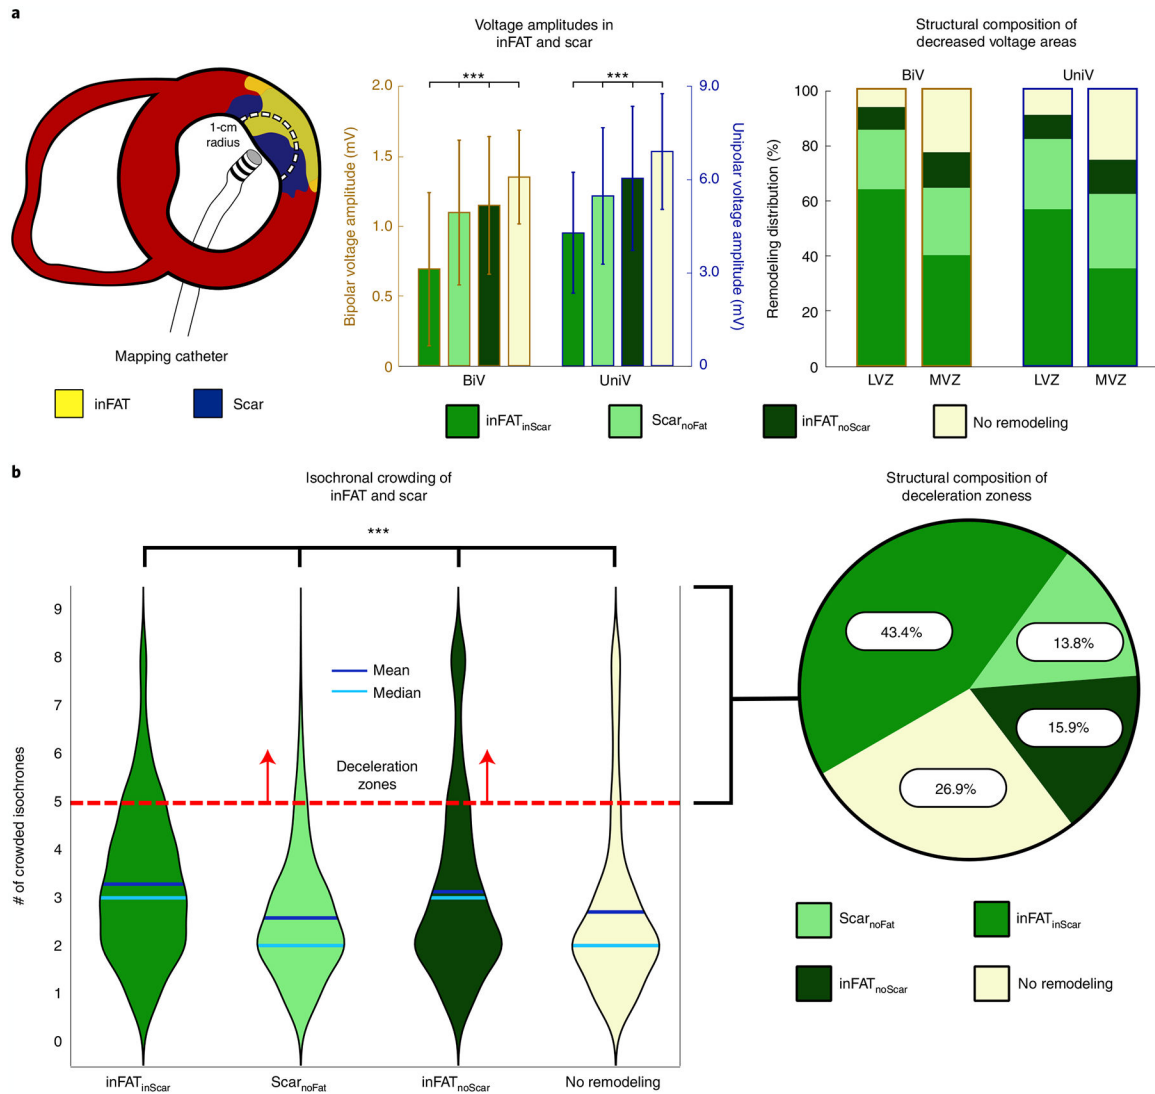 a
1-cm
radius
Mapping catheter
inFAT
Scar
Voltage amplitudes in
inFAT and scar
***
***
Bipolar voltage amplitude (mV)
2.0
1.5
1.0
0.5
0
9.0
6.0
3.0
0
Unipolar voltage amplitude (mV)
BiV
UniV
Structural composition of
decreased voltage areas
BiV
UniV
Remodeling distribution (%)
100
80
60
40
20
0
LVZ
MVZ
LVZ
MVZ
inFATinScar
ScarnoFat
inFATnoScar
No remodeling
b
Isochronal crowding of
inFAT and scar
***
# of crowded isochrones
9
8
7
6
5
4
3
2
1
0
Mean
Median
Deceleration
zones
inFATinScar
ScarnoFat
inFATnoScar
No remodeling
Structural composition of
deceleration zoness
43.4%
13.8%
15.9%
26.9%
ScarnoFat
inFATinScar
inFATnoScar
No remodeling